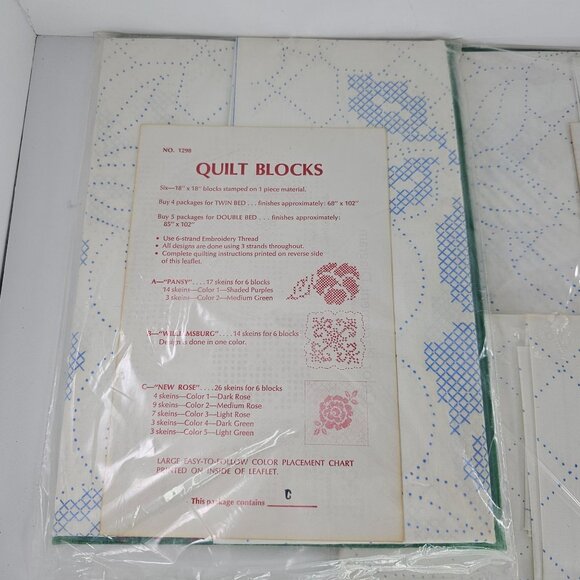 NO. 1298
QUILT BLOCKS
Six—18" x 18" blocks stamped on 1 piece material.
Buy 4 packages for TWIN BED . . . finishes approximately: 68" x 102"
Buy 5 packages for DOUBLE BED . . . finishes approximately:
85" x 102"
• Use 6-strand Embroidery Thread
• All designs are done using 3 strands throughout.
• Complete quilting instructions printed on reverse side
of this leaflet.
A—"PANSY" . . . . 17 skeins for 6 blocks
14 skeins—Color 1—Shaded Purples
3 skeins—Color 2—Medium Green
B—"WILLIAMSBURG" . . . 14 skeins for 6 blocks
Design is done in one color.
C—"NEW ROSE" . . . . 26 skeins for 6 blocks
4 skeins—Color 1—Dark Rose
9 skeins—Color 2—Medium Rose
7 skeins—Color 3—Light Rose
3 skeins—Color 4—Dark Green
3 skeins—Color 5—Light Green
LARGE EASY-TO-FOLLOW COLOR PLACEMENT CHART
PRINTED ON INSIDE OF LEAFLET.
This package contains C